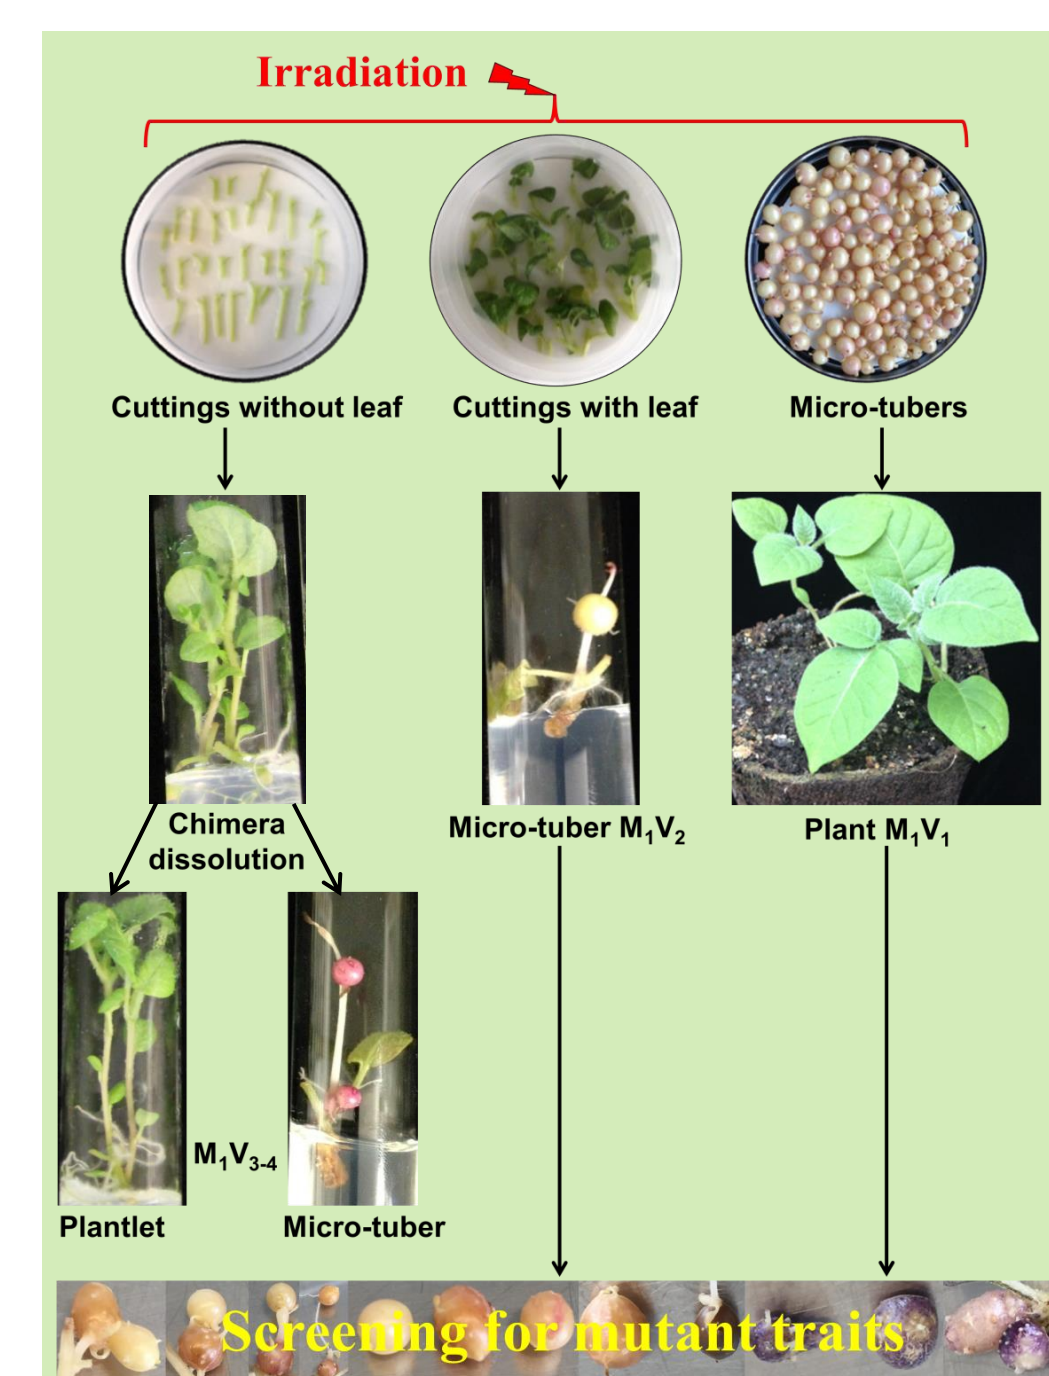 Irradiation
Cuttings without leaf
Cuttings with leaf
Micro-tubers
Chimera
dissolution
Micro-tuber M₁V₂
Plant M₁V₁
M₁V₃₋₄
Plantlet
Micro-tuber
Screening for mutant traits